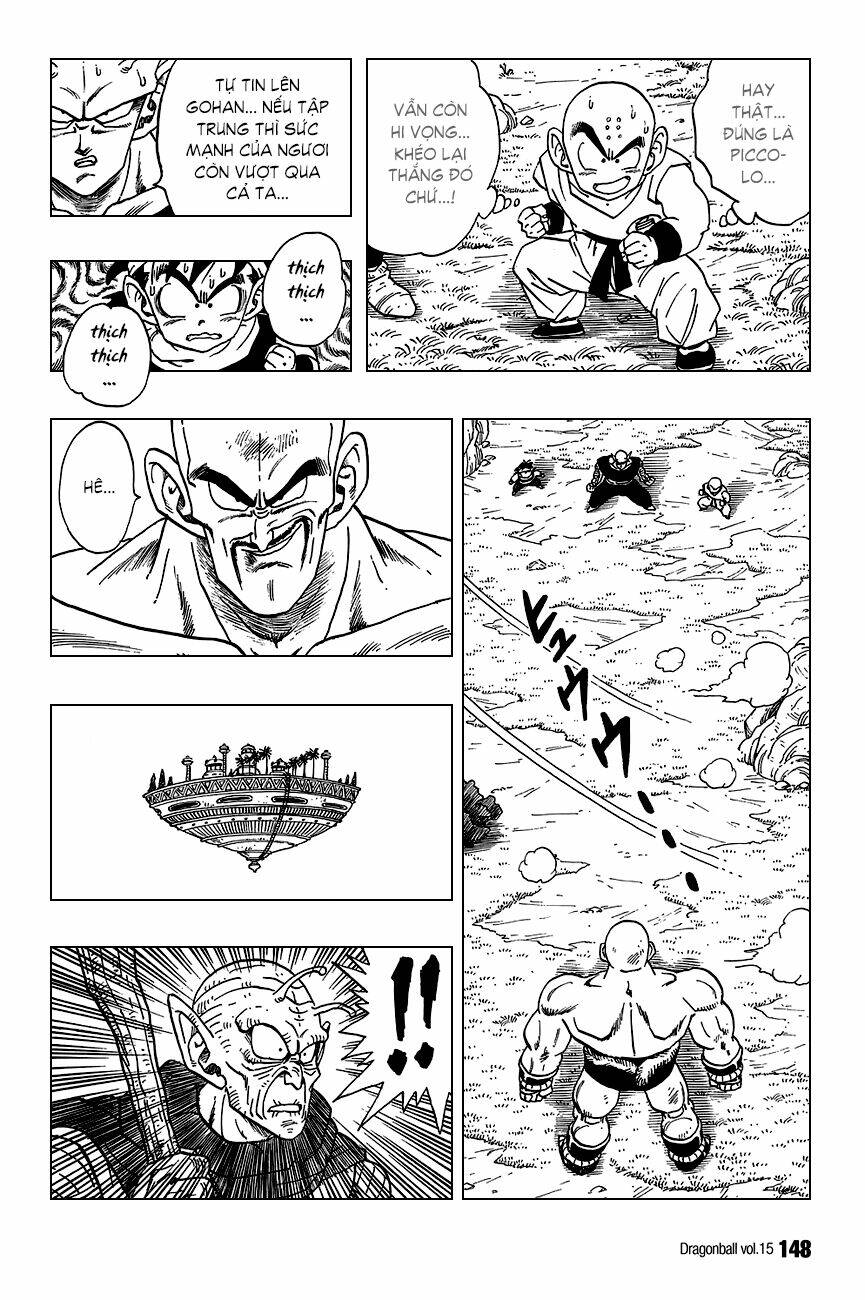 HAY
THẬT...
ĐÚNG LÀ
PICCO-
LO...
VẪN CÒN
HI VỌNG...
KHÉO LẠI
THẮNG ĐÓ
CHỨ...!
TỰ TIN LÊN
GOHAN... NẾU TẬP
TRUNG THÌ SỨC
MẠNH CỦA NGƯƠI
CÒN VƯỢT QUA
CẢ TA...
thịch
thịch
...
thịch
thịch
...
HÊ...
!!
Dragonball vol.15 148